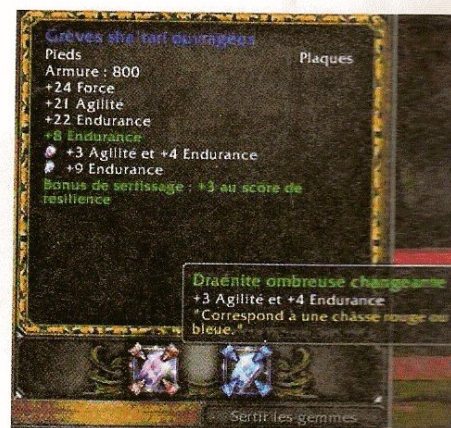 Grèves sha'tari ouvragées
Pieds Plaques
Armure : 800
+24 Force
+21 Agilité
+22 Endurance
+8 Endurance
+3 Agilité et +4 Endurance
+9 Endurance
Bonus de sertissage : +3 au score de
résilience
Draénite ombreuse changeante
+3 Agilité et +4 Endurance
"Correspond à une châsse rouge ou
bleue."
Sertir les gemmes